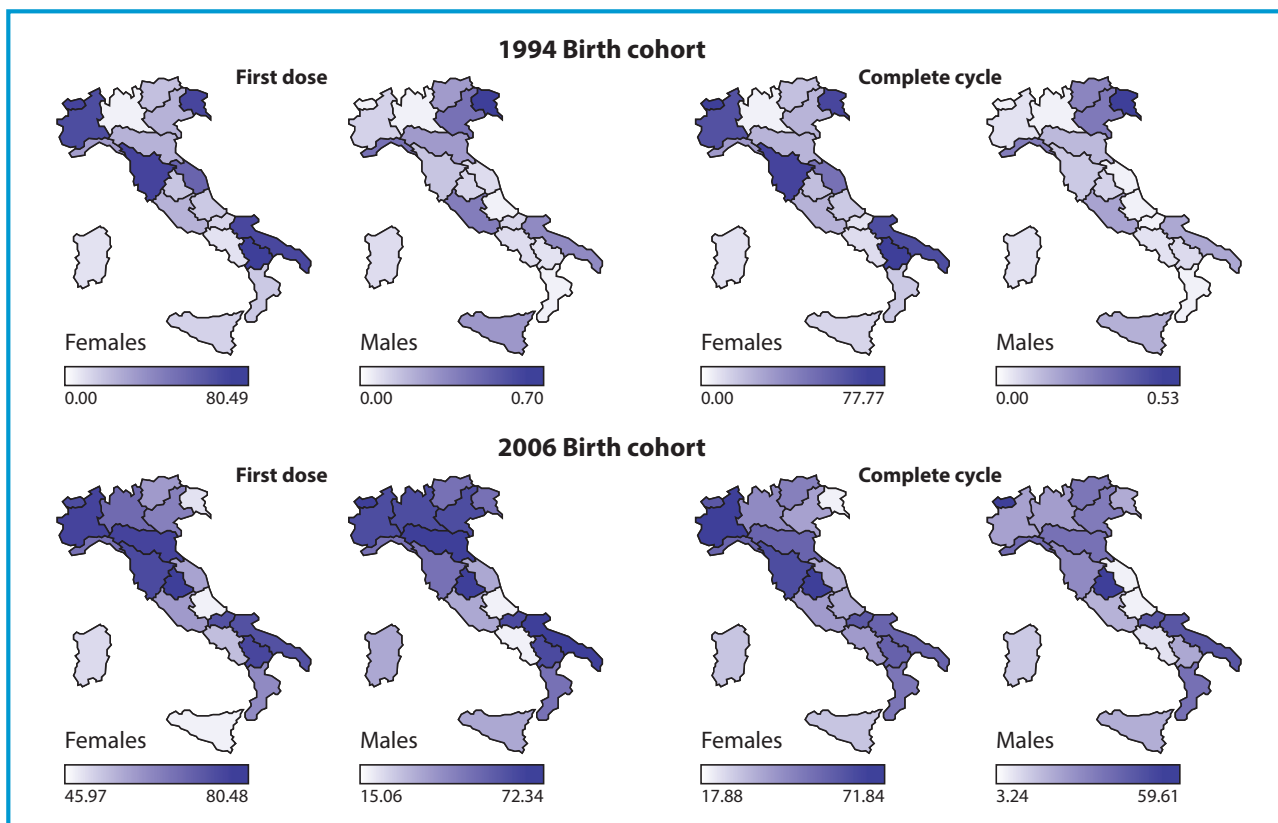 1994 Birth cohort
First dose
Complete cycle
Females
Males
Females
Males
0.00 80.49
0.00 0.70
0.00 77.77
0.00 0.53
2006 Birth cohort
First dose
Complete cycle
Females
Males
Females
Males
45.97 80.48
15.06 72.34
17.88 71.84
3.24 59.61